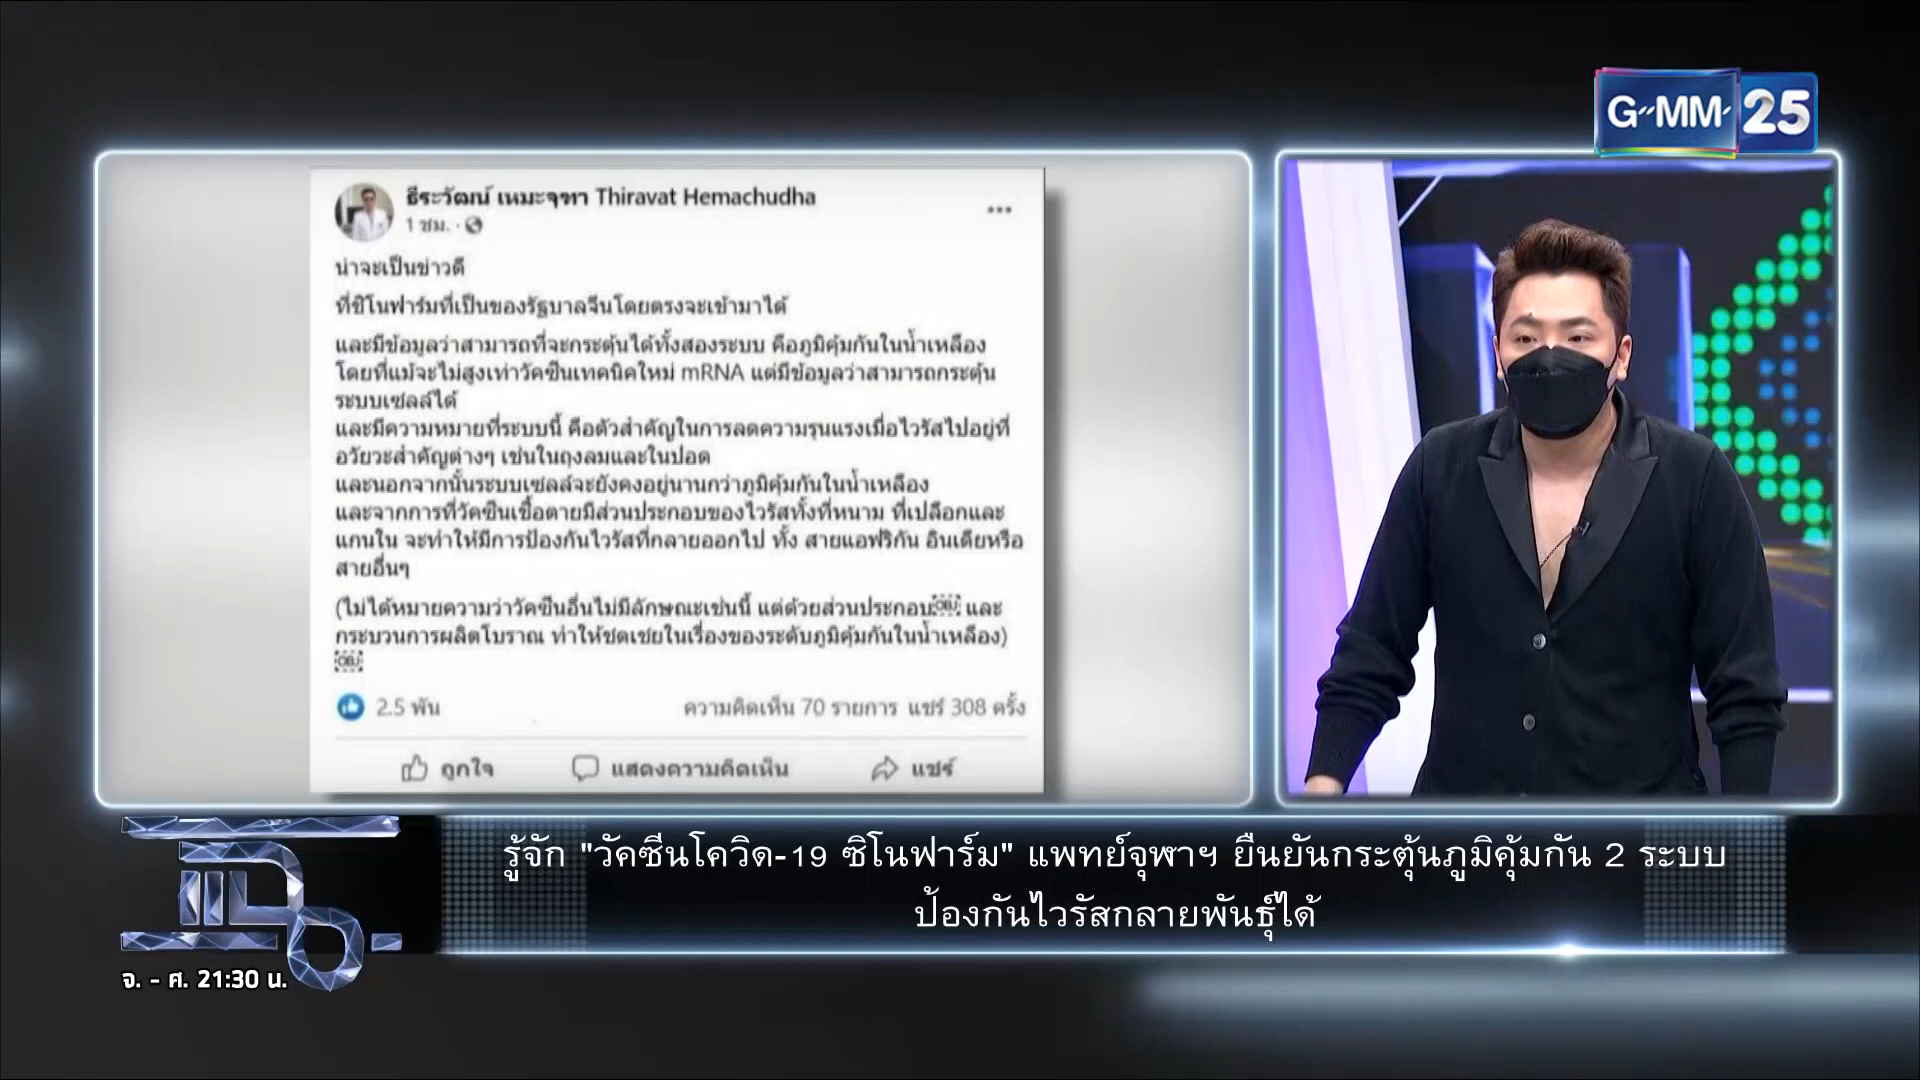 GMM 25
ธีระวัฒน์ เหมะจุฑา Thiravat Hemachudha
1 ชม. ·
น่าจะเป็นข่าวดี
ที่ซิโนฟาร์มที่เป็นของรัฐบาลจีนโดยตรงจะเข้ามาได้
และมีข้อมูลว่าสามารถที่จะกระตุ้นได้ทั้งสองระบบ คือภูมิคุ้มกันในน้ำเหลือง
โดยที่แม้จะไม่สูงเท่าวัคซีนเทคนิคใหม่ mRNA แต่มีข้อมูลว่าสามารถกระตุ้น
ระบบเซลล์ได้
และมีความหมายที่ระบบนี้ คือตัวสำคัญในการลดความรุนแรงเมื่อไวรัสไปอยู่ที่
อวัยวะสำคัญต่างๆ เช่นในถุงลมและในปอด
และนอกจากนั้นระบบเซลล์จะยังคงอยู่นานกว่าภูมิคุ้มกันในน้ำเหลือง
และจากการที่วัคซีนเชื้อตายมีส่วนประกอบของไวรัสทั้งที่หนาม ที่เปลือกและ
แกนใน จะทำให้มีการป้องกันไวรัสที่กลายออกไป ทั้ง สายแอฟริกัน อินเดียหรือ
สายอื่นๆ
(ไม่ได้หมายความว่าวัคซีนอื่นไม่มีลักษณะเช่นนี้ แต่ด้วยส่วนประกอบ OBJ และ
กระบวนการผลิตโบราณ ทำให้ชดเชยในเรื่องของระดับภูมิคุ้มกันในน้ำเหลือง)
OBJ
2.5 พัน ความคิดเห็น 70 รายการ แชร์ 308 ครั้ง
ถูกใจ แสดงความคิดเห็น แชร์
แฉ
จ. - ศ. 21:30 น.
รู้จัก "วัคซีนโควิด-19 ซิโนฟาร์ม" แพทย์จุฬาฯ ยืนยันกระตุ้นภูมิคุ้มกัน 2 ระบบ
ป้องกันไวรัสกลายพันธุ์ได้